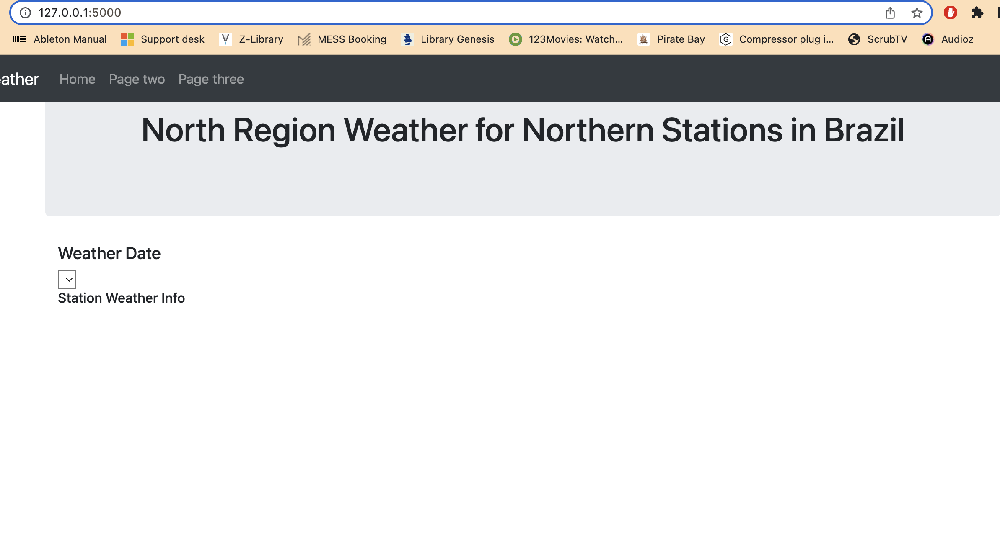 127.0.0.1:5000
Ableton Manual Support desk Z-Library MESS Booking Library Genesis 123Movies: Watch... Pirate Bay Compressor plug i... ScrubTV Audioz
eather Home Page two Page three
North Region Weather for Northern Stations in Brazil
Weather Date
Station Weather Info